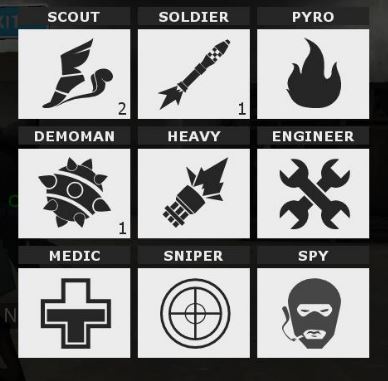 SCOUT SOLDIER PYRO
2 1
DEMOMAN HEAVY ENGINEER
1
MEDIC SNIPER SPY